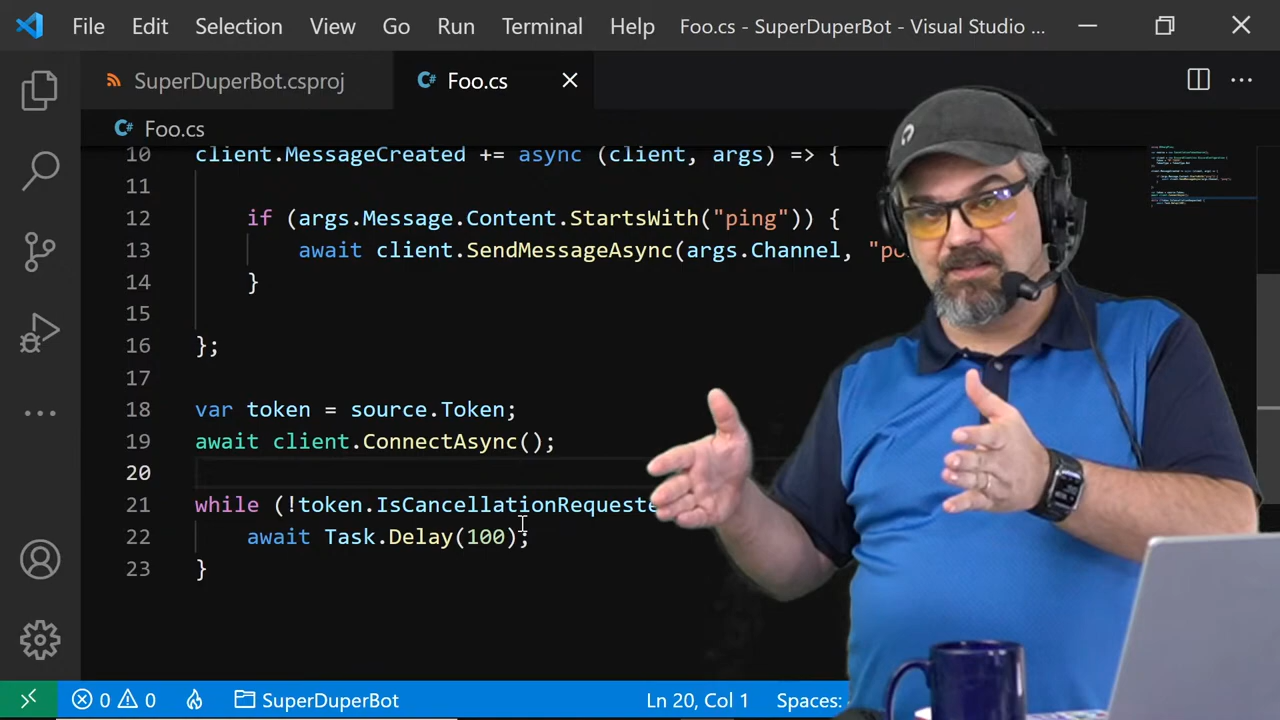 File Edit Selection View Go Run Terminal Help Foo.cs - SuperDuperBot - Visual Studio ...
SuperDuperBot.csproj Foo.cs
Foo.cs
10 client.MessageCreated += async (client, args) => {
11
12 if (args.Message.Content.StartsWith("ping")) {
13 await client.SendMessageAsync(args.Channel, "po
14 }
15
16 };
17
18 var token = source.Token;
19 await client.ConnectAsync();
20
21 while (!token.IsCancellationRequeste
22 await Task.Delay(100);
23 }
0 0 SuperDuperBot Ln 20, Col 1 Spaces: